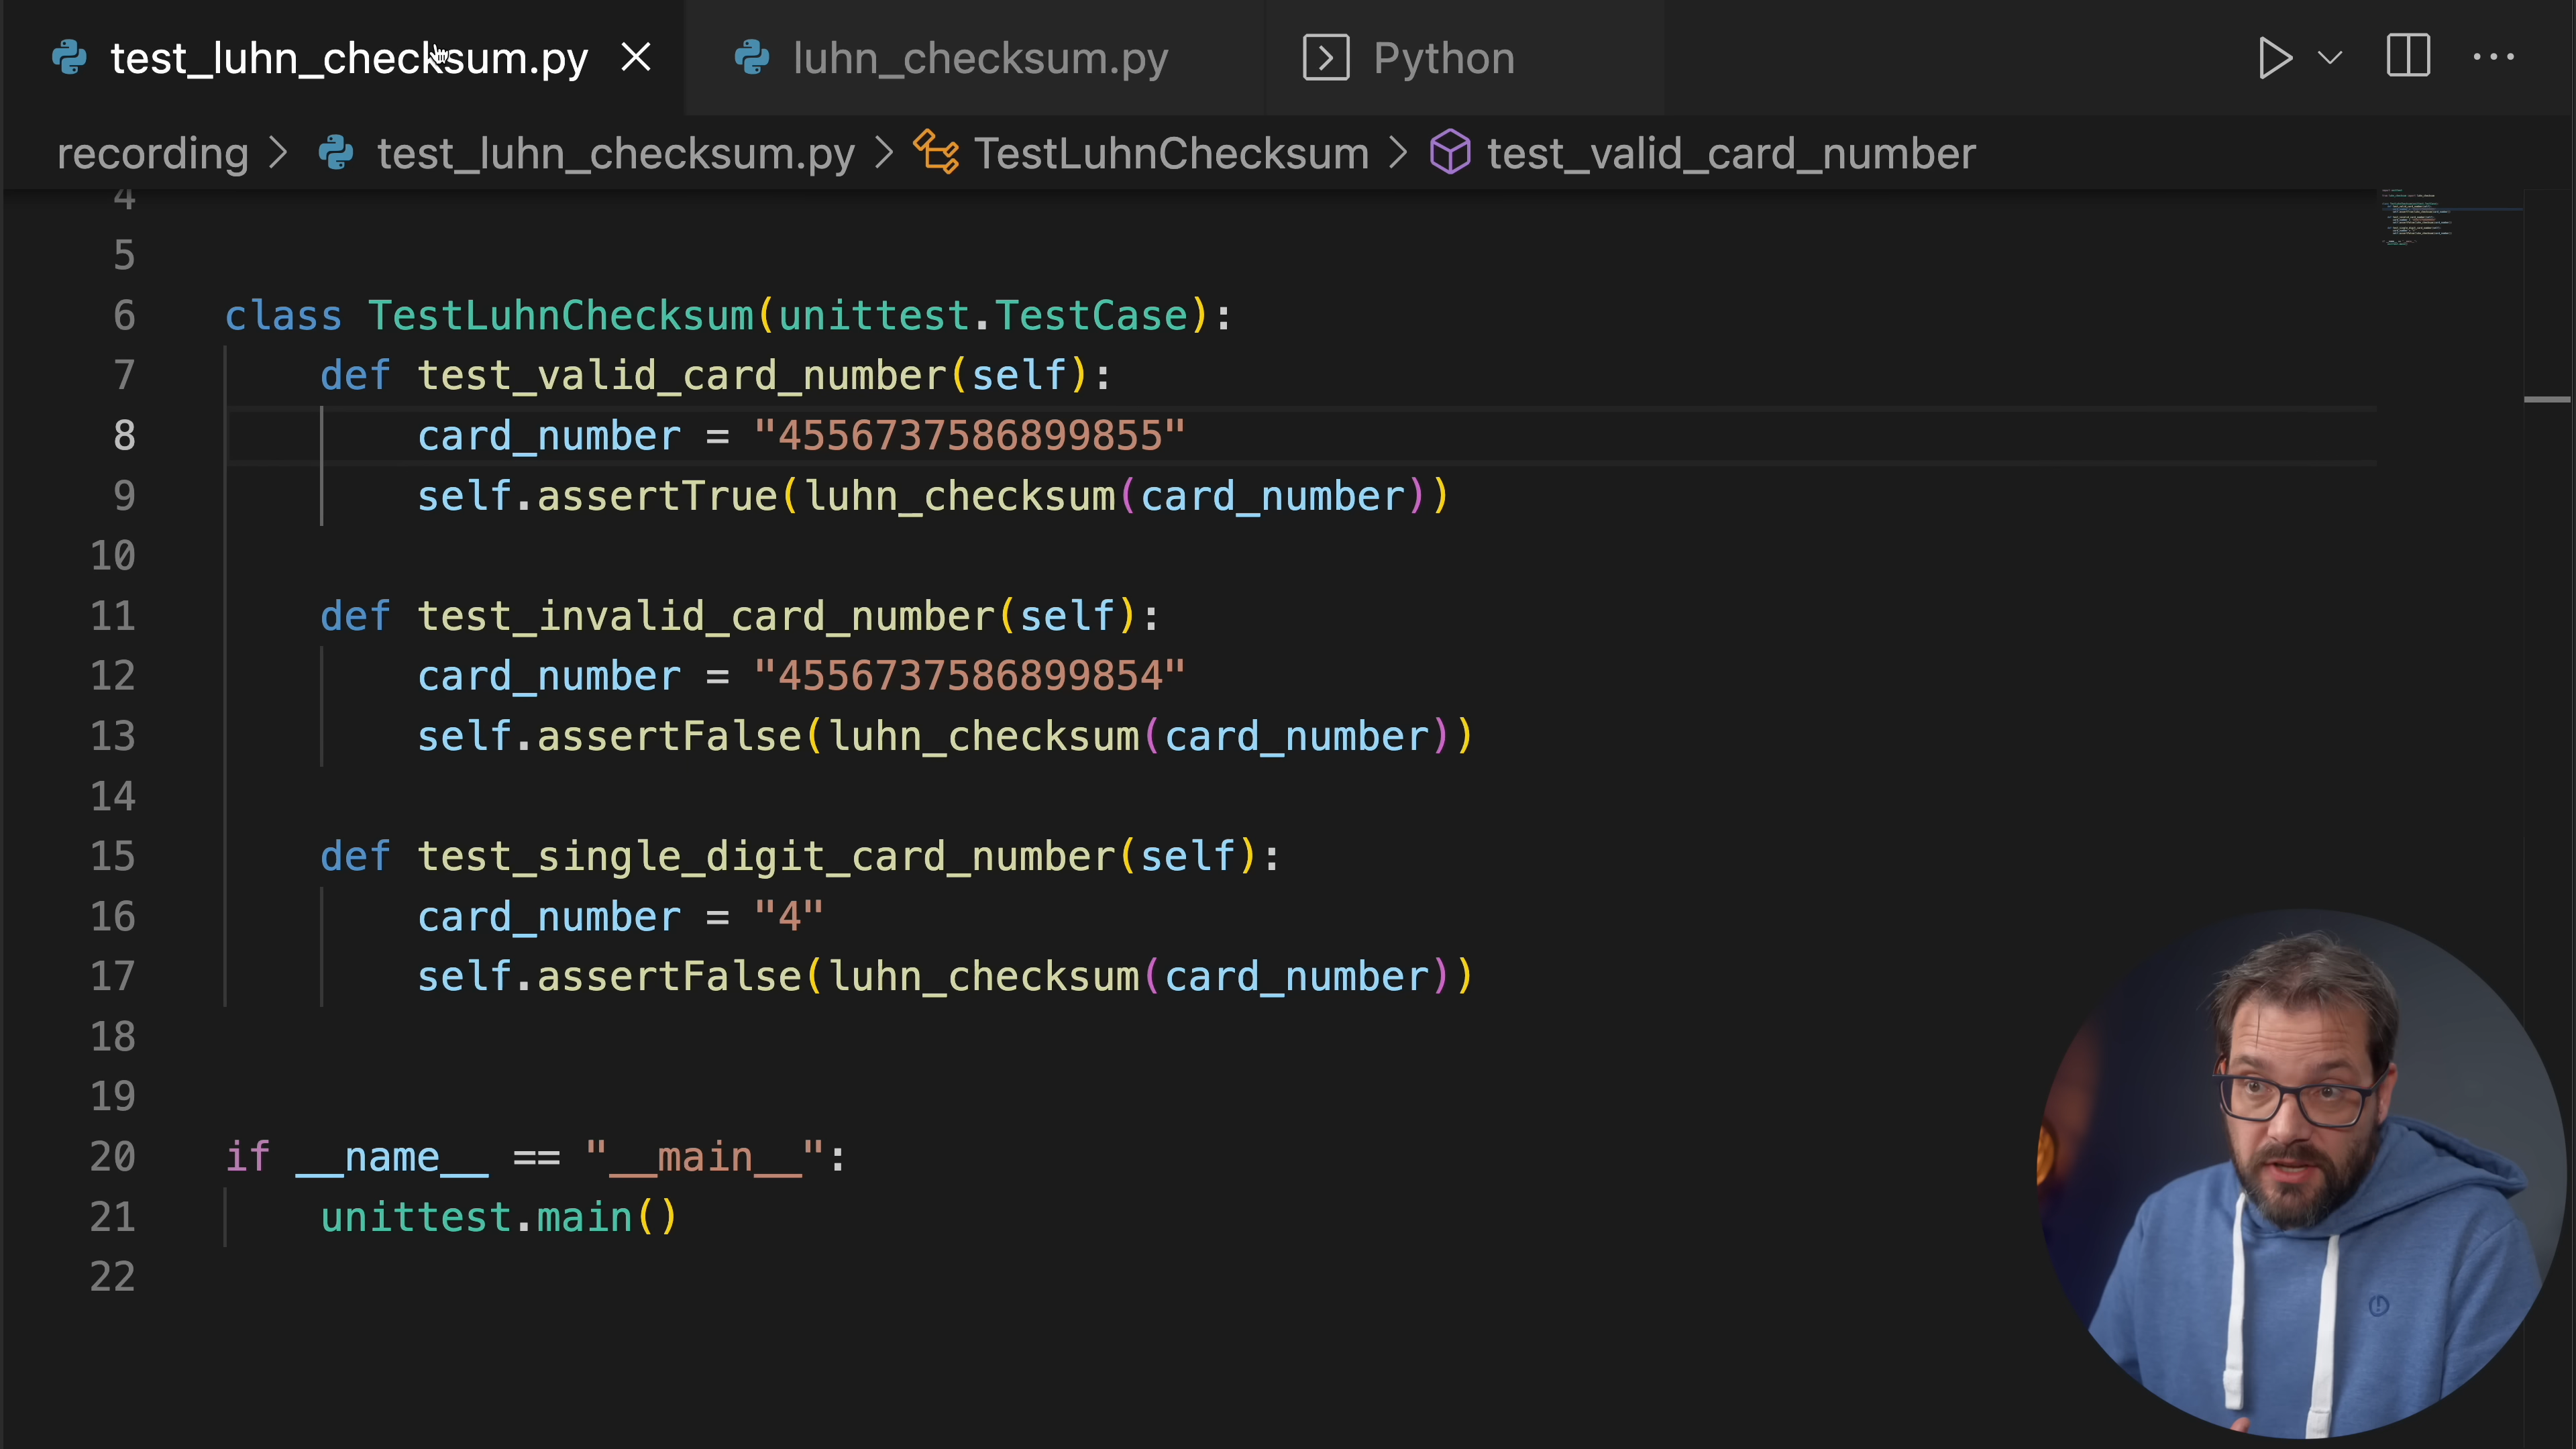 test_luhn_checksum.py
luhn_checksum.py
Python
recording > test_luhn_checksum.py > TestLuhnChecksum > test_valid_card_number
4
5
6 class TestLuhnChecksum(unittest.TestCase):
7 def test_valid_card_number(self):
8 card_number = "4556737586899855"
9 self.assertTrue(luhn_checksum(card_number))
10
11 def test_invalid_card_number(self):
12 card_number = "4556737586899854"
13 self.assertFalse(luhn_checksum(card_number))
14
15 def test_single_digit_card_number(self):
16 card_number = "4"
17 self.assertFalse(luhn_checksum(card_number))
18
19
20 if __name__ == "__main__":
21 unittest.main()
22